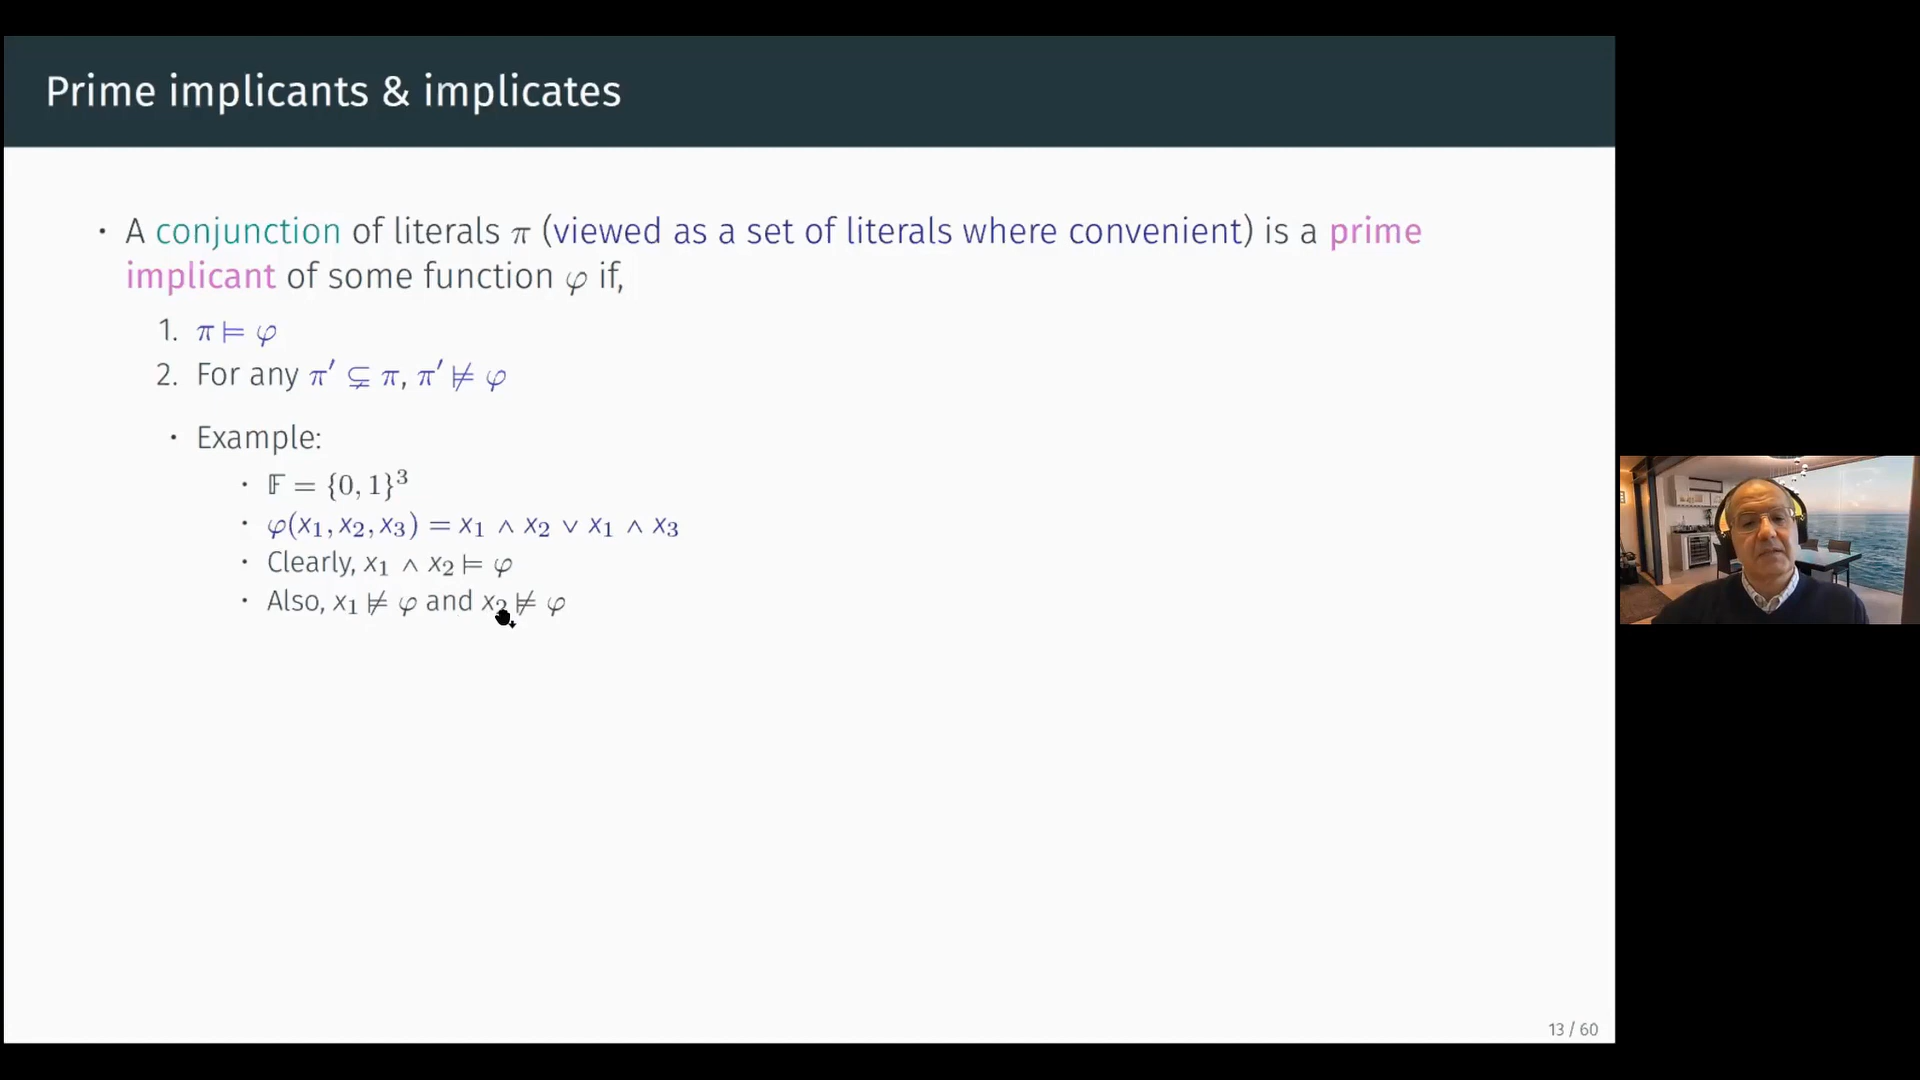 Prime implicants & implicates
• A conjunction of literals π (viewed as a set of literals where convenient) is a prime
implicant of some function φ if,
1. π ⊨ φ
2. For any π′ ⊊ π, π′ ⊭ φ
• Example:
• 𝔽 = {0, 1}³
• φ(x₁, x₂, x₃) = x₁ ∧ x₂ ∨ x₁ ∧ x₃
• Clearly, x₁ ∧ x₂ ⊨ φ
• Also, x₁ ⊭ φ and x₂ ⊭ φ
13 / 60